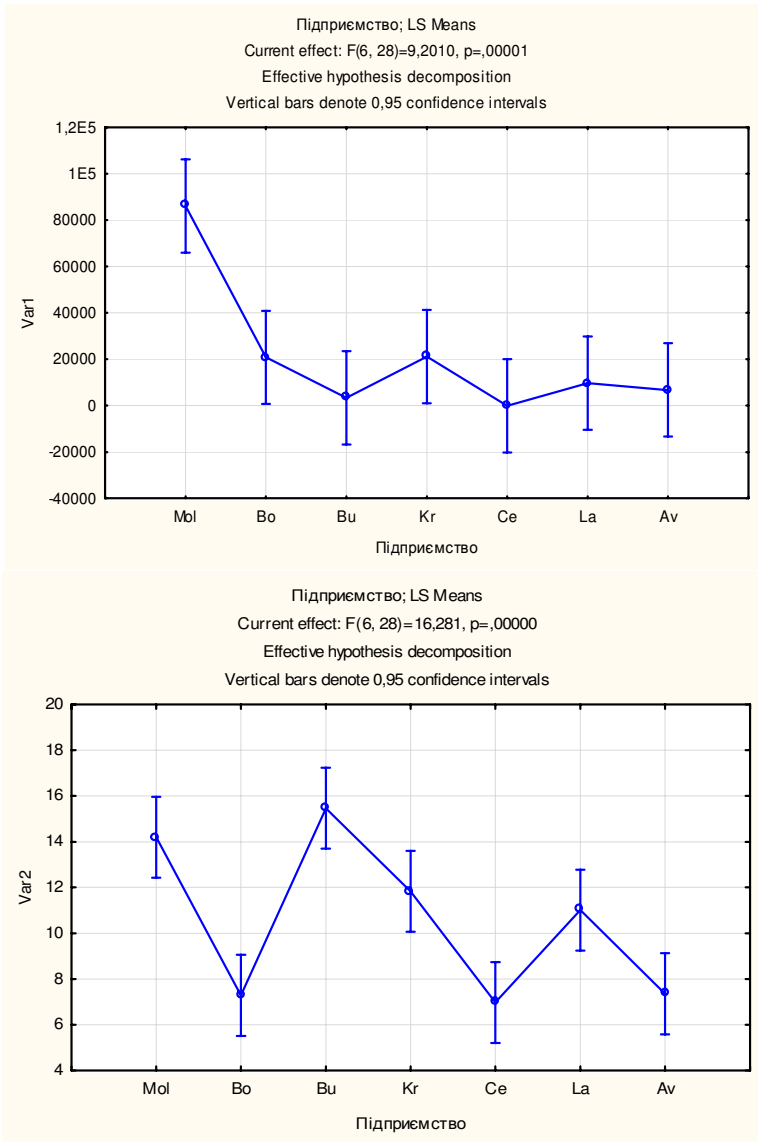 Підприємство; LS Means
Current effect: F(6, 28)=9,2010, p=,00001
Effective hypothesis decomposition
Vertical bars denote 0,95 confidence intervals
1,2E5
1E5
80000
60000
40000
20000
0
-20000
-40000
Var1
Mol Bo Bu Kr Ce La Av
Підприємство
Підприємство; LS Means
Current effect: F(6, 28)=16,281, p=,00000
Effective hypothesis decomposition
Vertical bars denote 0,95 confidence intervals
20
18
16
14
12
10
8
6
4
Var2
Mol Bo Bu Kr Ce La Av
Підприємство